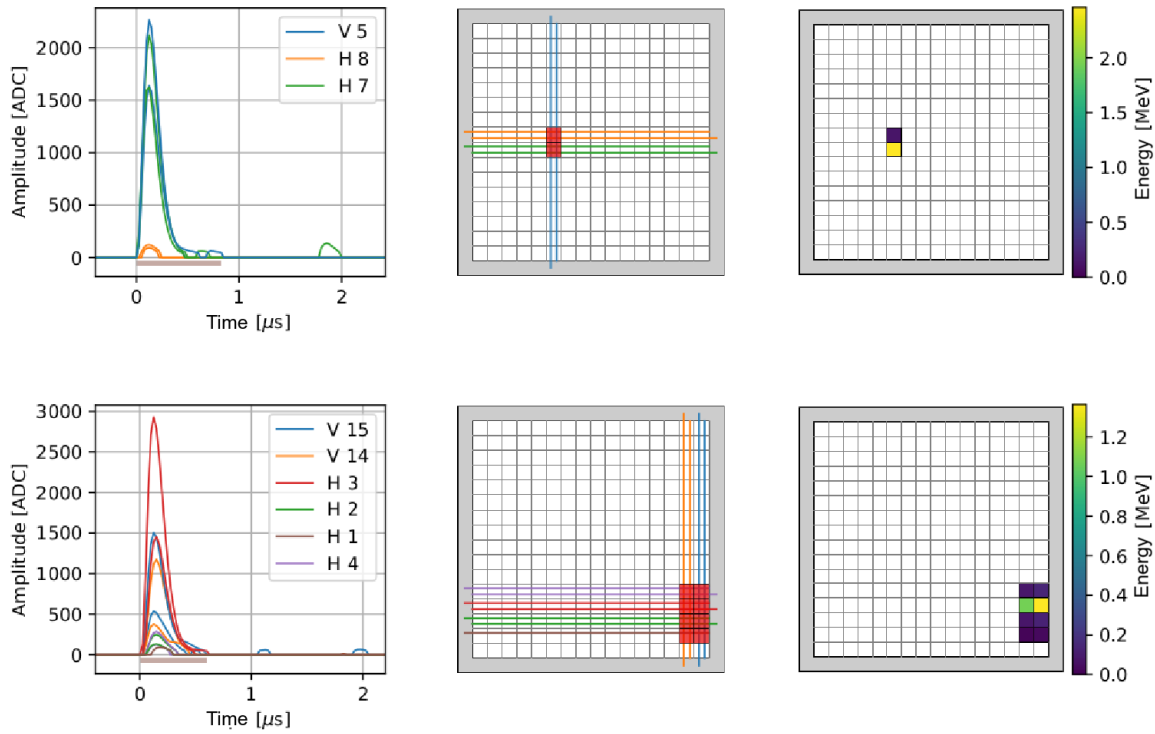 Amplitude [ADC]
2000
1500
1000
500
0
V 5
H 8
H 7
0
1
2
Time [μs]
Energy [MeV]
2.0
1.5
1.0
0.5
0.0
Amplitude [ADC]
3000
2500
2000
1500
1000
500
0
V 15
V 14
H 3
H 2
H 1
H 4
0
1
2
Time [μs]
Energy [MeV]
1.2
1.0
0.8
0.6
0.4
0.2
0.0